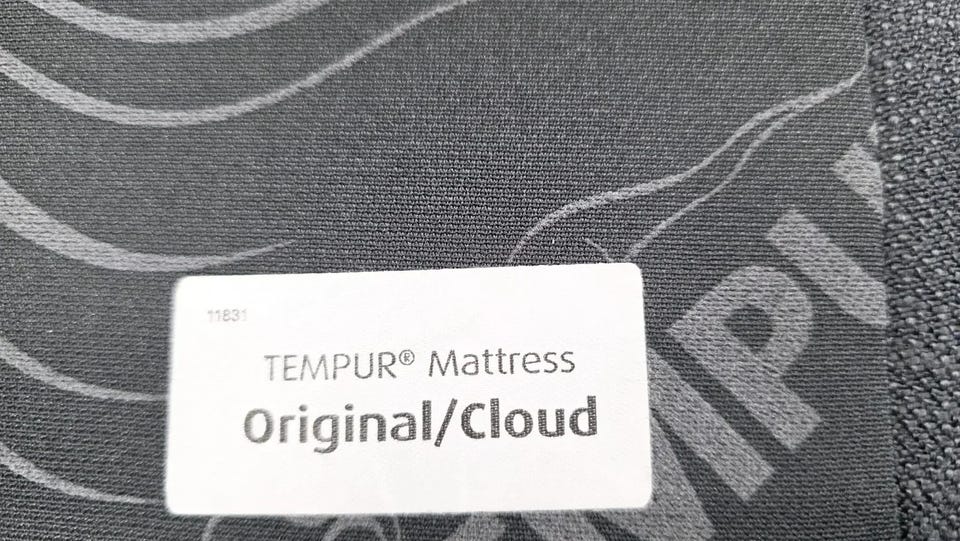 11831
TEMPUR® Mattress
Original/Cloud